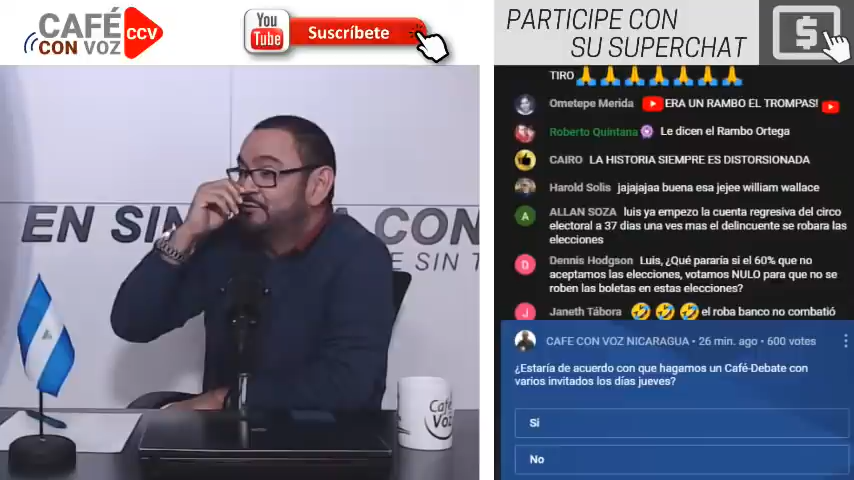 CAFÉ
CON VOZ
CCV
You
Tube
Suscríbete
PARTICIPE CON
SU SUPERCHAT
$
EN SIN
A CON
E SIN T
Café
Voz
TIRO🙏🙏🙏🙏🙏🙏🙏
Ometepe Merida ERA UN RAMBO EL TROMPAS!
Roberto Quintana Le dicen el Rambo Ortega
CAIRO LA HISTORIA SIEMPRE ES DISTORSIONADA
Harold Solis jajajajaa buena esa jejee william wallace
A
ALLAN SOZA luis ya empezo la cuenta regresiva del circo
electoral a 37 dias una ves mas el delincuente se robara las
elecciones
D
Dennis Hodgson Luis, ¿Qué pararia si el 60% que no
aceptamos las elecciones, votamos NULO para que no se
roben las boletas en estas elecciones?
J
Janeth Tábora 🤣🤣🤣 el roba banco no combatió
CAFE CON VOZ NICARAGUA • 26 min. ago • 600 votes
¿Estaría de acuerdo con que hagamos un Café-Debate con
varios invitados los días jueves?
Sí
No